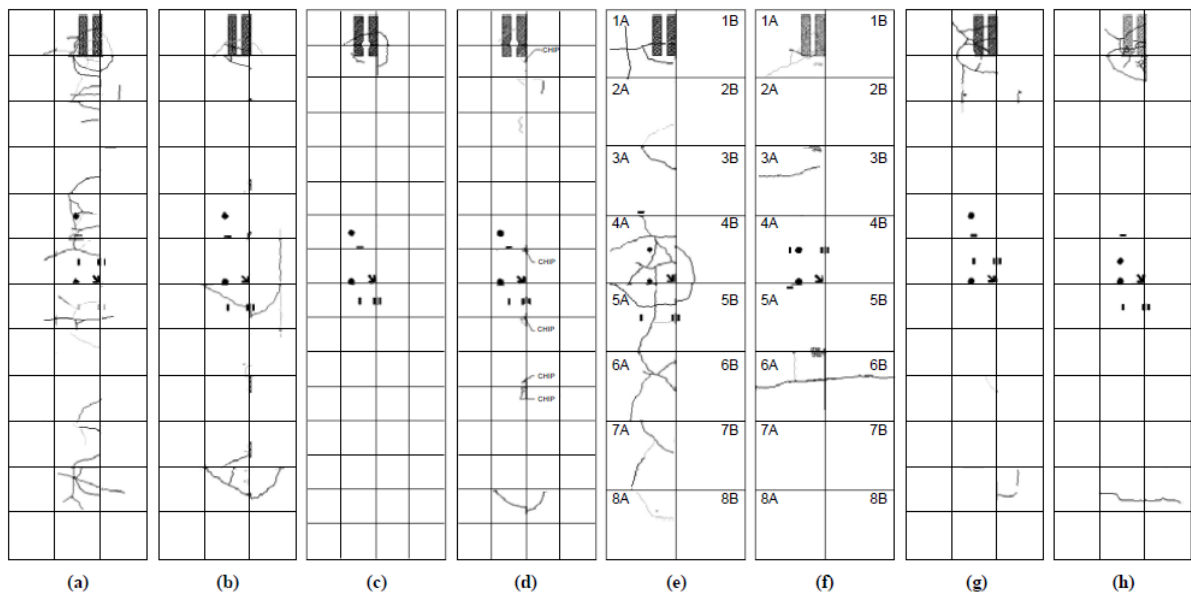 1A 1B 1A 1B
CHIP
2A 2B 2A 2B
3A 3B 3A 3B
4A 4B 4A 4B
CHIP
5A 5B 5A 5B
CHIP
6A 6B 6A 6B
CHIP
CHIP
7A 7B 7A 7B
8A 8B 8A 8B
(a) (b) (c) (d) (e) (f) (g) (h)